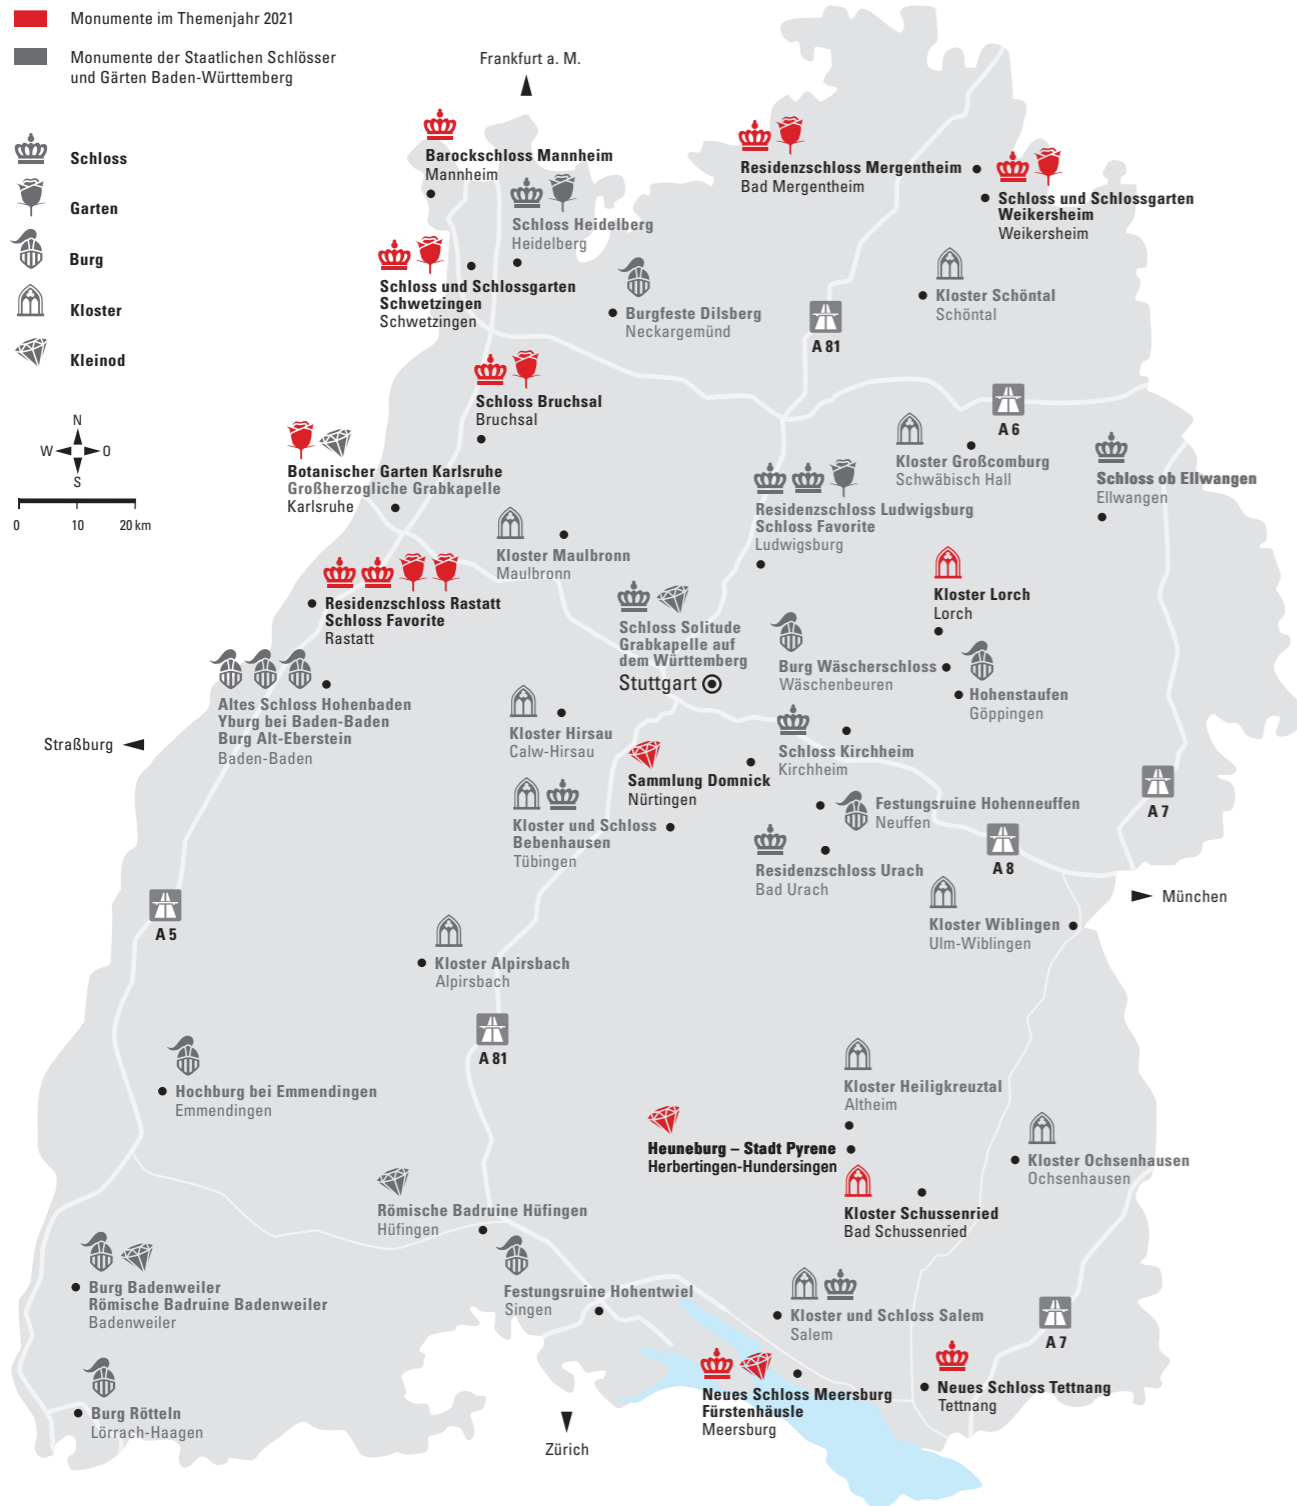 Monumente im Themenjahr 2021
Monumente der Staatlichen Schlösser
und Gärten Baden-Württemberg
Schloss
Garten
Burg
Kloster
Kleinod
N
W
O
S
0
10
20 km
Frankfurt a. M.
Barockschloss Mannheim
Mannheim
Residenzschloss Mergentheim
Bad Mergentheim
Schloss und Schlossgarten
Weikersheim
Weikersheim
Schloss Heidelberg
Heidelberg
Schloss und Schlossgarten
Schwetzingen
Schwetzingen
Burgfeste Dilsberg
Neckargemünd
Kloster Schöntal
Schöntal
A 81
Schloss Bruchsal
Bruchsal
A 6
Kloster Großcomburg
Schwäbisch Hall
Schloss ob Ellwangen
Ellwangen
Botanischer Garten Karlsruhe
Großherzogliche Grabkapelle
Karlsruhe
Residenzschloss Ludwigsburg
Schloss Favorite
Ludwigsburg
Kloster Maulbronn
Maulbronn
Kloster Lorch
Lorch
Residenzschloss Rastatt
Schloss Favorite
Rastatt
Schloss Solitude
Grabkapelle auf
dem Württemberg
Stuttgart
Burg Wäscherschloss
Wäschenbeuren
Hohenstaufen
Göppingen
Altes Schloss Hohenbaden
Yburg bei Baden-Baden
Burg Alt-Eberstein
Baden-Baden
Straßburg
Kloster Hirsau
Calw-Hirsau
Schloss Kirchheim
Kirchheim
Sammlung Domnick
Nürtingen
Festungsruine Hohenneuffen
Neuffen
A 7
Kloster und Schloss
Bebenhausen
Tübingen
Residenzschloss Urach
Bad Urach
A 8
München
A 5
Kloster Wiblingen
Ulm-Wiblingen
Kloster Alpirsbach
Alpirsbach
A 81
Hochburg bei Emmendingen
Emmendingen
Kloster Heiligkreuztal
Altheim
Heuneburg – Stadt Pyrene
Herbertingen-Hundersingen
Kloster Ochsenhausen
Ochsenhausen
Kloster Schussenried
Bad Schussenried
Römische Badruine Hüfingen
Hüfingen
Burg Badenweiler
Römische Badruine Badenweiler
Badenweiler
Festungsruine Hohentwiel
Singen
Kloster und Schloss Salem
Salem
A 7
Neues Schloss Meersburg
Fürstenhäusle
Meersburg
Neues Schloss Tettnang
Tettnang
Burg Rötteln
Lörrach-Haagen
Zürich